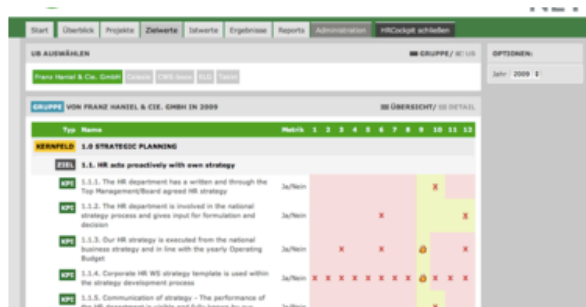 Start Überblick Projekte Zielwerte Istwerte Ergebnisse Reports Administration HRCockpit schließen
UB AUSWÄHLEN GRUPPE/ UB OPTIONEN:
Franz Haniel & Cie. GmbH Celesio CWS-boco ELG Takkt Jahr 2009
GRUPPE VON FRANZ HANIEL & CIE. GMBH IN 2009 ÜBERSICHT/ DETAIL
Typ Name Metrik 1 2 3 4 5 6 7 8 9 10 11 12
KERNFELD 1.0 STRATEGIC PLANNING
ZIEL 1.1. HR acts proactively with own strategy
KPI 1.1.1. The HR department has a written and through the
Top Management/Board agreed HR strategy Ja/Nein X
KPI 1.1.2. The HR department is involved in the national
strategy process and gives input for formulation and Ja/Nein X X
decision
KPI 1.1.3. Our HR strategy is executed from the national
business strategy and in line with the yearly Operating Ja/Nein X X X
Budget
KPI 1.1.4. Corporate HR WS strategy template is used within
the strategy development process Ja/Nein X X X X X X X X X X X
KPI 1.1.5. Communication of strategy - The performance of